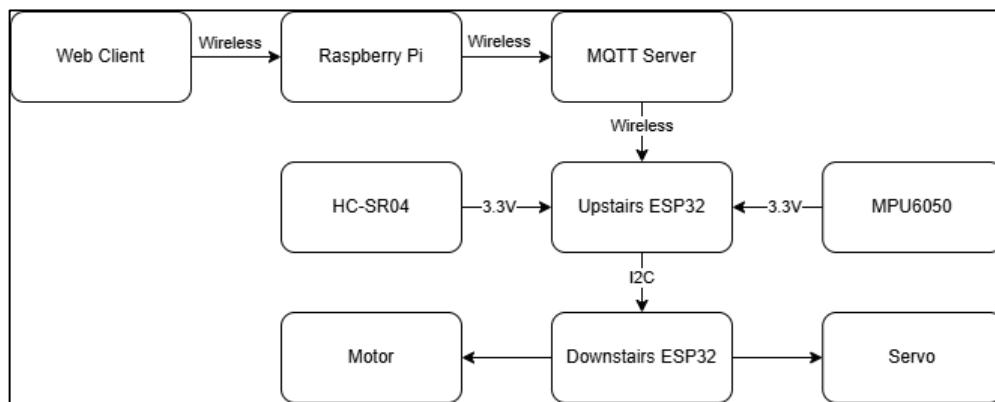 Web Client
Wireless
Raspberry Pi
Wireless
MQTT Server
Wireless
HC-SR04
3.3V
Upstairs ESP32
3.3V
MPU6050
I2C
Motor
Downstairs ESP32
Servo